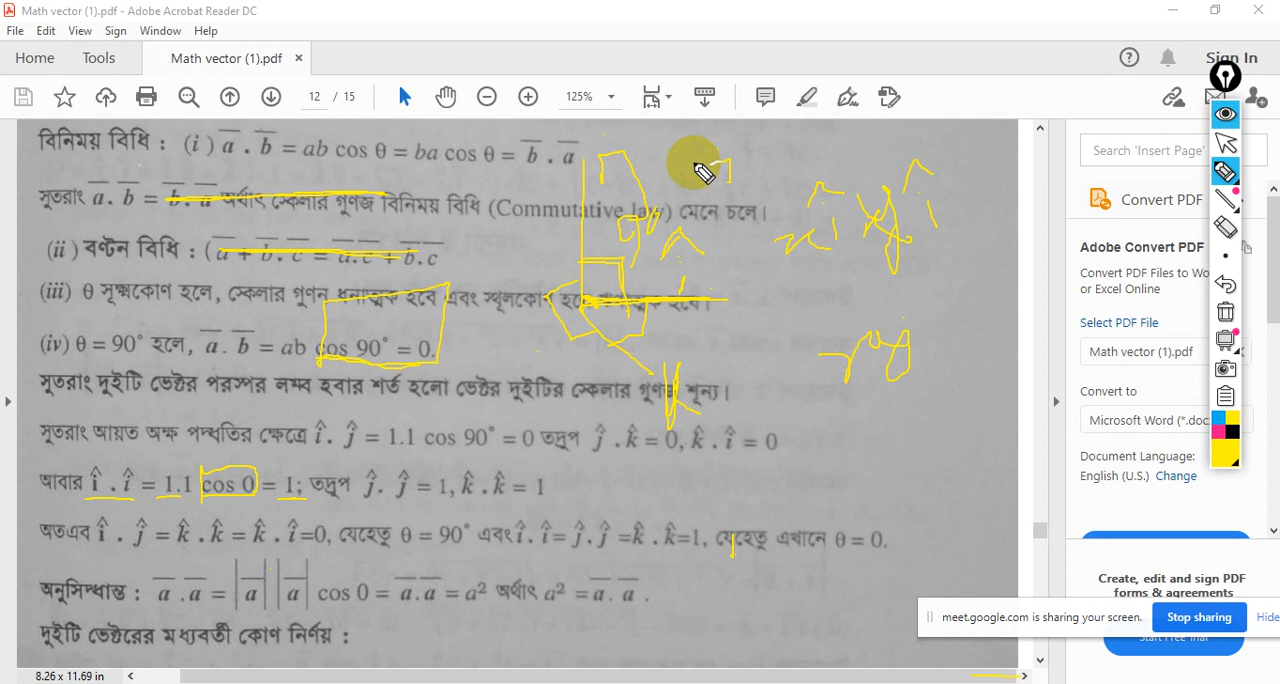 Math vector (1).pdf - Adobe Acrobat Reader DC
File Edit View Sign Window Help
Home Tools Math vector (1).pdf × Sign In
12 / 15 125%
বিনিময় বিধি : (i) a̅ . b̅ = ab cos θ = ba cos θ = b̅ . a̅
সুতরাং a̅ . b̅ = b̅ . a̅ অর্থাৎ স্কেলার গুণজ বিনিময় বিধি (Commutative law) মেনে চলে।
(ii) বণ্টন বিধি : (a̅ + b̅ . c̅ = a̅.c̅ + b̅.c̅
(iii) θ সূক্ষ্মকোণ হলে, স্কেলার গুণন ধনাত্মক হবে এবং স্থূলকোণ হলে ঋণাত্মক হবে।
(iv) θ = 90° হলে, a̅ . b̅ = ab cos 90° = 0.
সুতরাং দুইটি ভেক্টর পরস্পর লম্ব হবার শর্ত হলো ভেক্টর দুইটির স্কেলার গুণজ শূন্য।
সুতরাং আয়ত অক্ষ পদ্ধতির ক্ষেত্রে î . ĵ = 1.1 cos 90° = 0 তদ্রুপ ĵ . k̂ = 0, k̂ . î = 0
আবার î . î = 1.1 cos 0 = 1; তদ্রুপ ĵ . ĵ = 1, k̂ . k̂ = 1
অতএব î . ĵ = k̂ . k̂ = k̂ . î = 0, যেহেতু θ = 90° এবং î . î = ĵ . ĵ = k̂ . k̂ = 1, যেহেতু এখানে θ = 0.
অনুসিদ্ধান্ত : a̅ . a̅ = |a̅| |a̅| cos 0 = a̅.a̅ = a² অর্থাৎ a² = a̅ . a̅ .
দুইটি ভেক্টরের মধ্যবর্তী কোণ নির্ণয় :
k
8.26 x 11.69 in
Search 'Insert Page'
Convert PDF
Adobe Convert PDF
Convert PDF Files to Wo
or Excel Online
Select PDF File
Math vector (1).pdf
Convert to
Microsoft Word (*.doc
Document Language:
English (U.S.) Change
Create, edit and sign PDF
forms & agreements
Start Free Trial
meet.google.com is sharing your screen. Stop sharing Hide